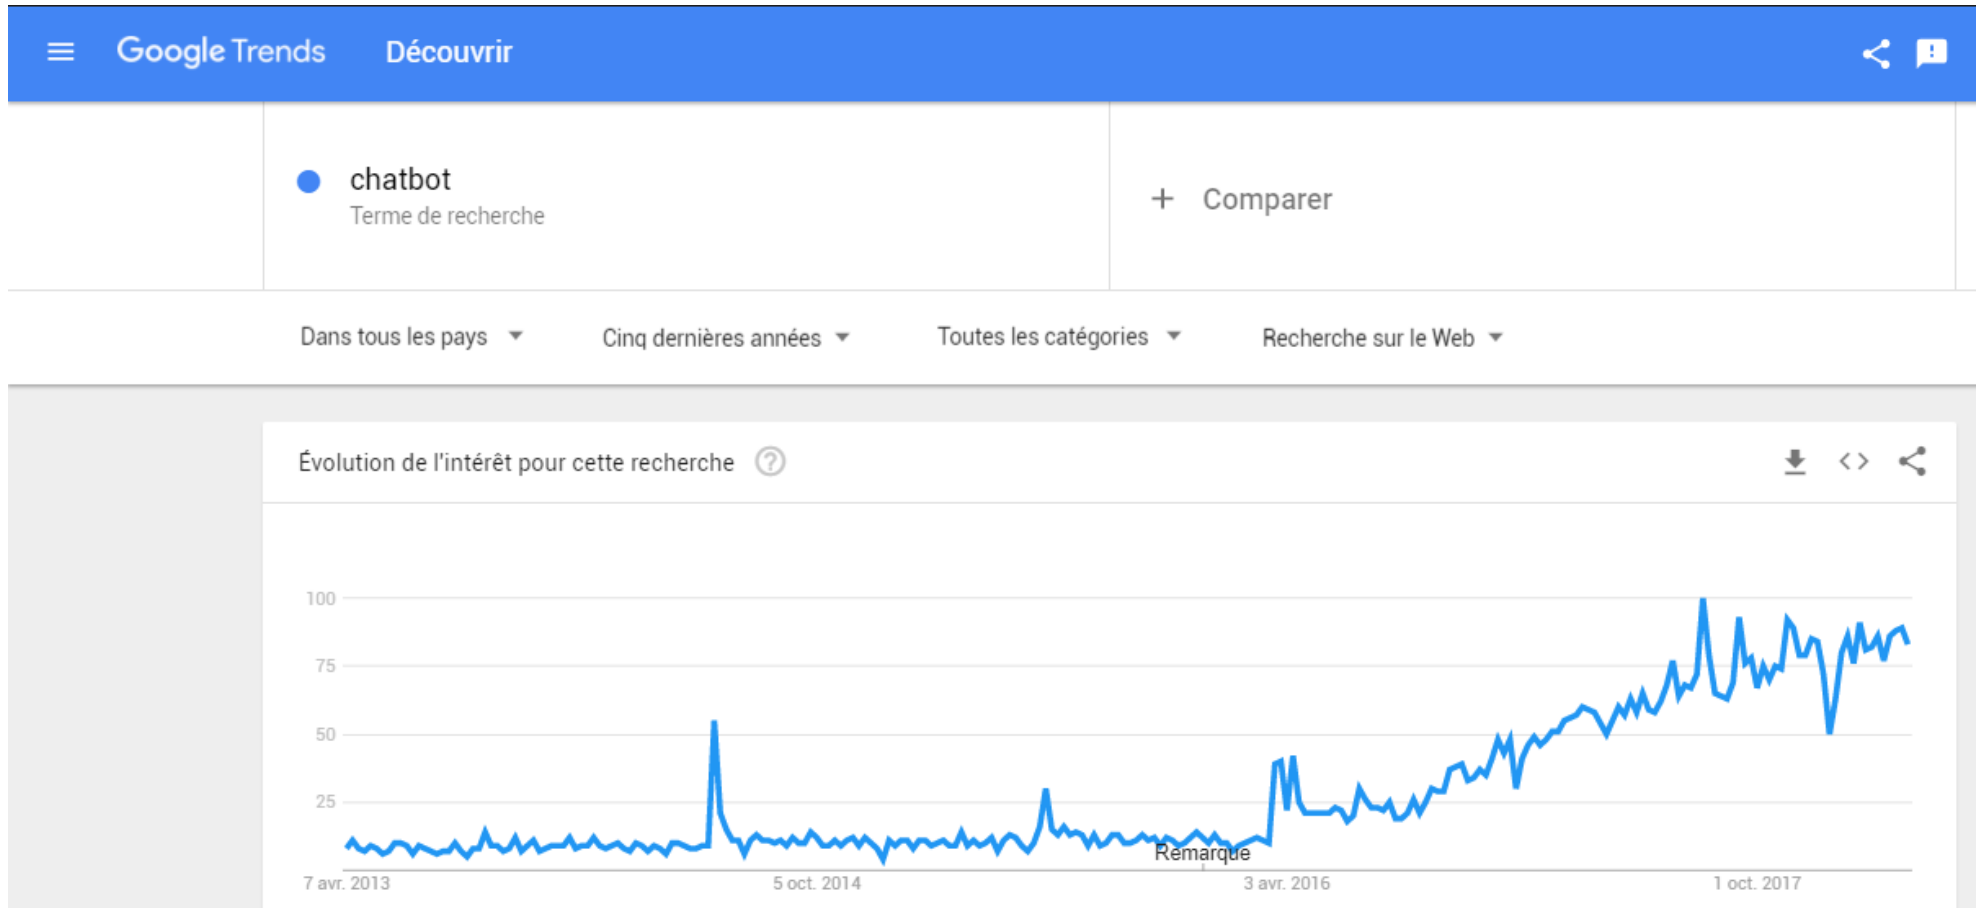 Google Trends Découvrir
chatbot
Terme de recherche
+ Comparer
Dans tous les pays Cinq dernières années Toutes les catégories Recherche sur le Web
Évolution de l'intérêt pour cette recherche ?
100
75
50
25
Remarque
7 avr. 2013 5 oct. 2014 3 avr. 2016 1 oct. 2017